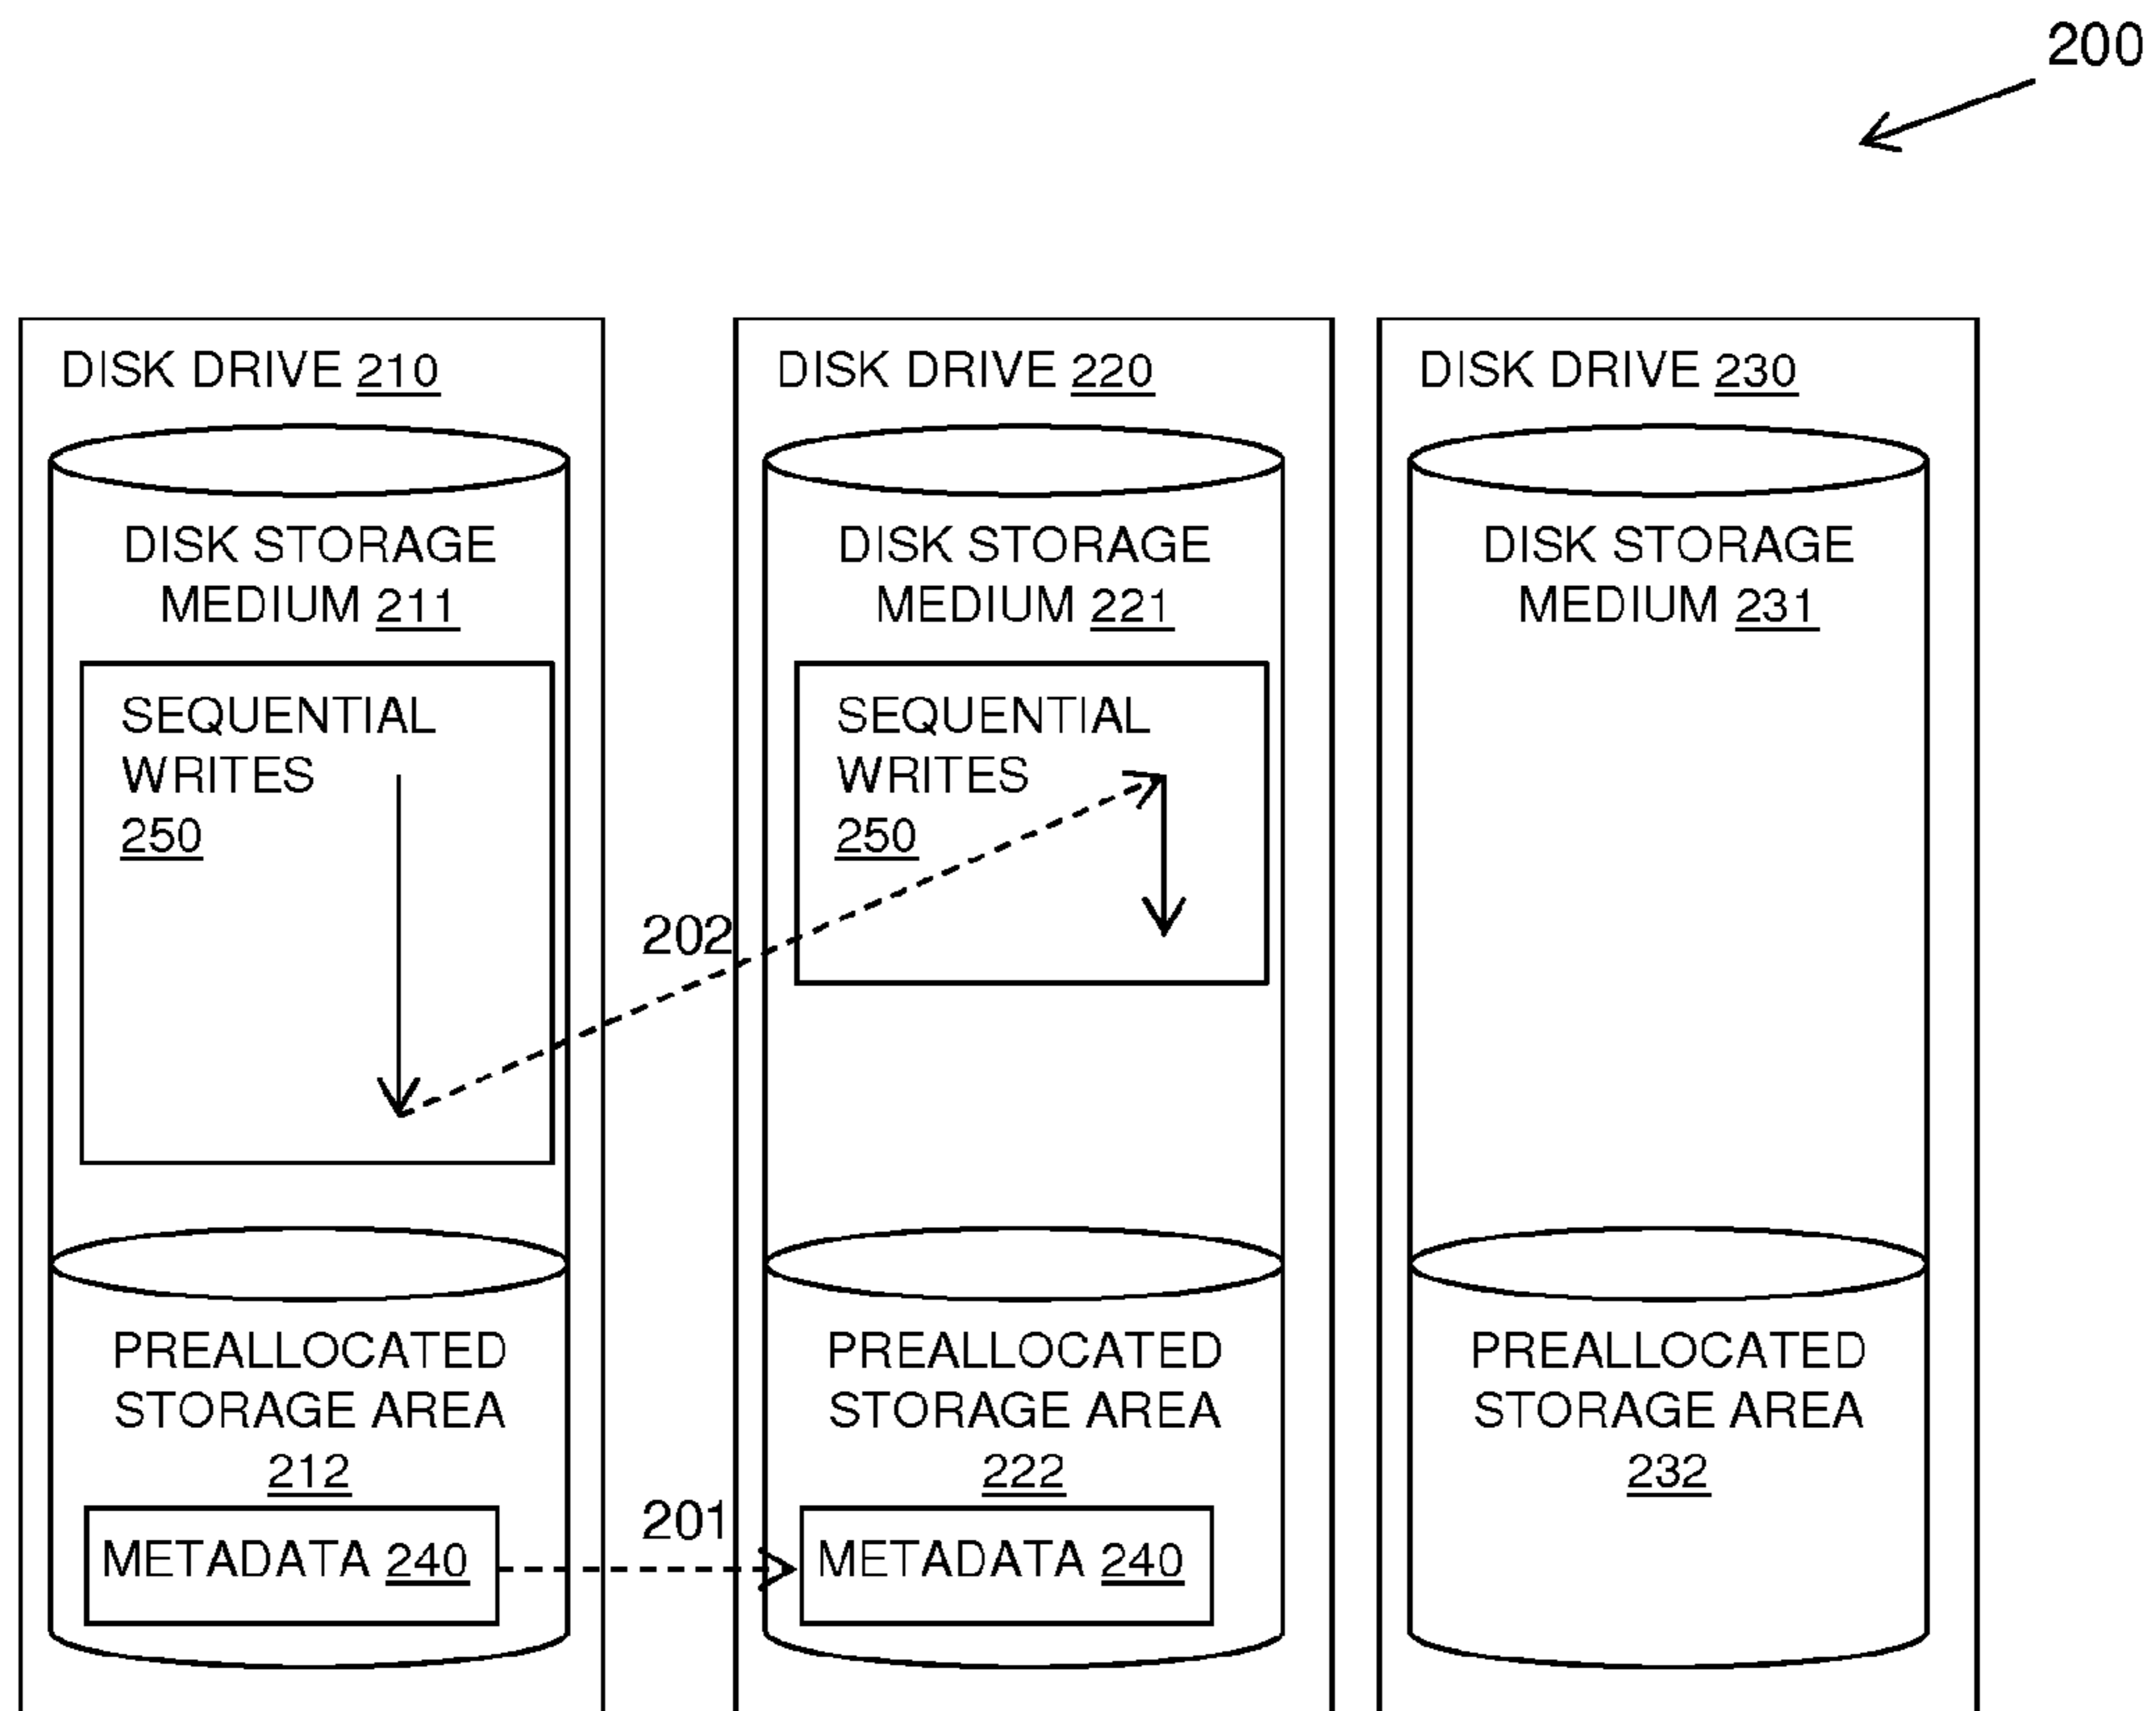 200
DISK DRIVE 210
DISK STORAGE
MEDIUM 211
SEQUENTIAL
WRITES
250
PREALLOCATED
STORAGE AREA
212
METADATA 240
202
201
DISK DRIVE 220
DISK STORAGE
MEDIUM 221
SEQUENTIAL
WRITES
250
PREALLOCATED
STORAGE AREA
222
METADATA 240
DISK DRIVE 230
DISK STORAGE
MEDIUM 231
PREALLOCATED
STORAGE AREA
232